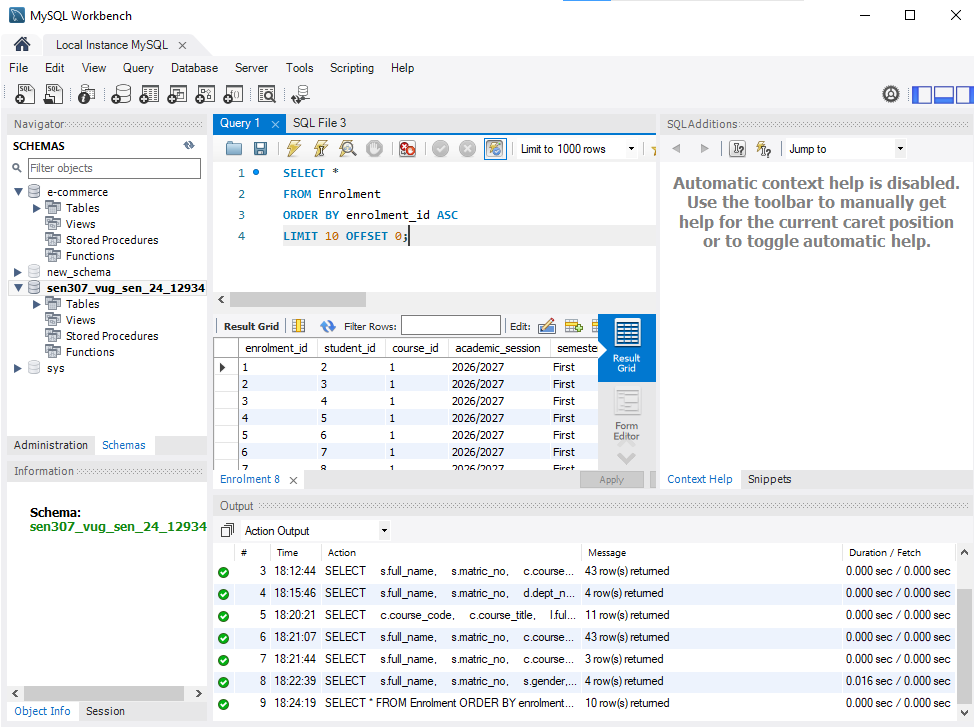 MySQL Workbench
Local Instance MySQL
File Edit View Query Database Server Tools Scripting Help
Navigator
SCHEMAS
Filter objects
e-commerce
Tables
Views
Stored Procedures
Functions
new_schema
sen307_vug_sen_24_12934
Tables
Views
Stored Procedures
Functions
sys
Administration Schemas
Information
Schema:
sen307_vug_sen_24_12934
Object Info Session
Query 1 SQL File 3
Limit to 1000 rows
1 SELECT *
2 FROM Enrolment
3 ORDER BY enrolment_id ASC
4 LIMIT 10 OFFSET 0;
Result Grid Filter Rows: Edit:
enrolment_id student_id course_id academic_session semeste
1 2 1 2026/2027 First
2 3 1 2026/2027 First
3 4 1 2026/2027 First
4 5 1 2026/2027 First
5 6 1 2026/2027 First
6 7 1 2026/2027 First
7 8 1 2026/2027 First
Result Grid
Form Editor
Enrolment 8 Apply
SQLAdditions
Jump to
Automatic context help is disabled.
Use the toolbar to manually get
help for the current caret position
or to toggle automatic help.
Context Help Snippets
Output
Action Output
# Time Action Message Duration / Fetch
3 18:12:44 SELECT s.full_name, s.matric_no, c.course... 43 row(s) returned 0.000 sec / 0.000 sec
4 18:15:46 SELECT s.full_name, s.matric_no, d.dept_n... 4 row(s) returned 0.000 sec / 0.000 sec
5 18:20:21 SELECT c.course_code, c.course_title, l.ful... 11 row(s) returned 0.000 sec / 0.000 sec
6 18:21:07 SELECT s.full_name, s.matric_no, c.course... 43 row(s) returned 0.000 sec / 0.000 sec
7 18:21:44 SELECT s.full_name, s.matric_no, c.course... 3 row(s) returned 0.000 sec / 0.000 sec
8 18:22:39 SELECT s.full_name, s.matric_no, s.gender,... 4 row(s) returned 0.016 sec / 0.000 sec
9 18:24:19 SELECT * FROM Enrolment ORDER BY enrolment... 10 row(s) returned 0.000 sec / 0.000 sec